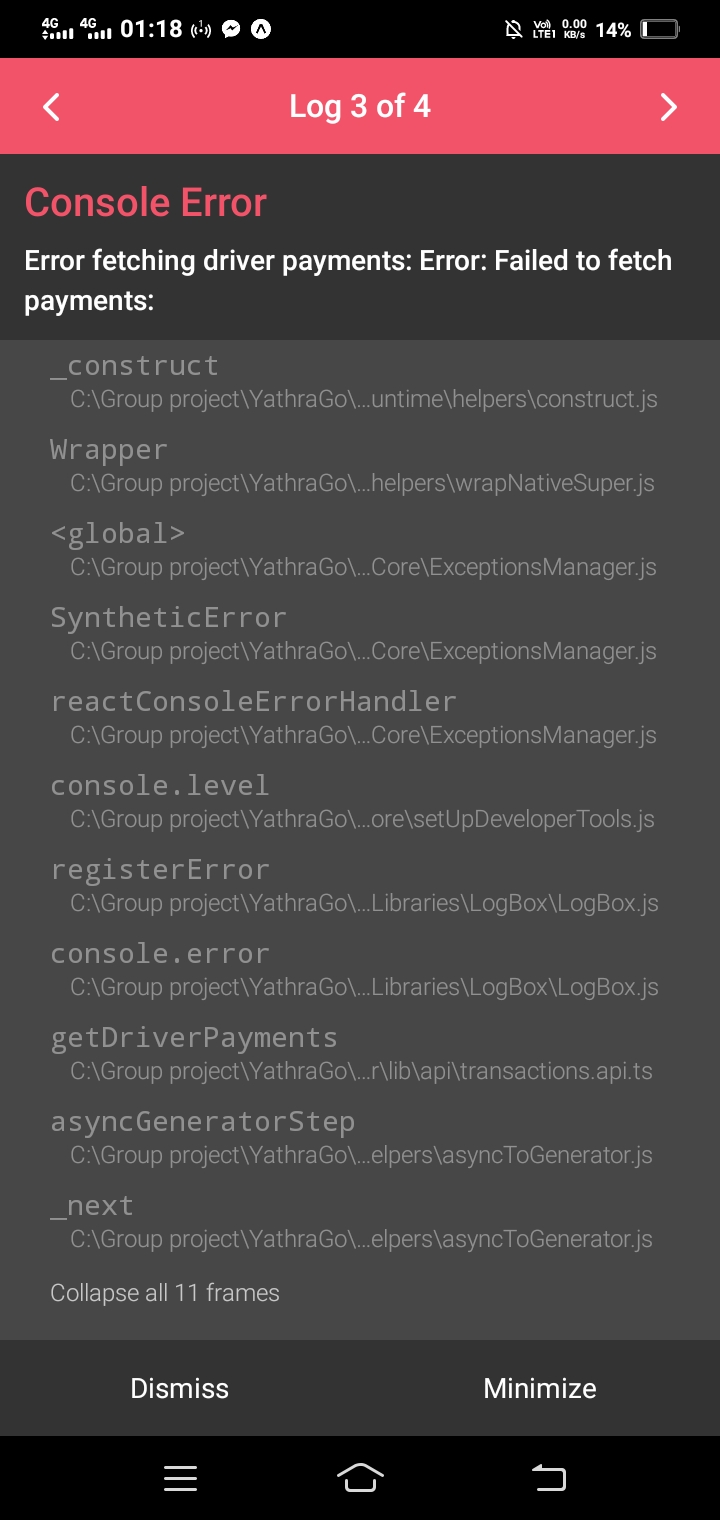 4G 4G 01:18 Vo) LTE1 0.00 KB/s 14%
Log 3 of 4
Console Error
Error fetching driver payments: Error: Failed to fetch
payments:
_construct
C:\Group project\YathraGo\...untime\helpers\construct.js
Wrapper
C:\Group project\YathraGo\...helpers\wrapNativeSuper.js
<global>
C:\Group project\YathraGo\...Core\ExceptionsManager.js
SyntheticError
C:\Group project\YathraGo\...Core\ExceptionsManager.js
reactConsoleErrorHandler
C:\Group project\YathraGo\...Core\ExceptionsManager.js
console.level
C:\Group project\YathraGo\...ore\setUpDeveloperTools.js
registerError
C:\Group project\YathraGo\...Libraries\LogBox\LogBox.js
console.error
C:\Group project\YathraGo\...Libraries\LogBox\LogBox.js
getDriverPayments
C:\Group project\YathraGo\...r\lib\api\transactions.api.ts
asyncGeneratorStep
C:\Group project\YathraGo\...elpers\asyncToGenerator.js
_next
C:\Group project\YathraGo\...elpers\asyncToGenerator.js
Collapse all 11 frames
Dismiss Minimize